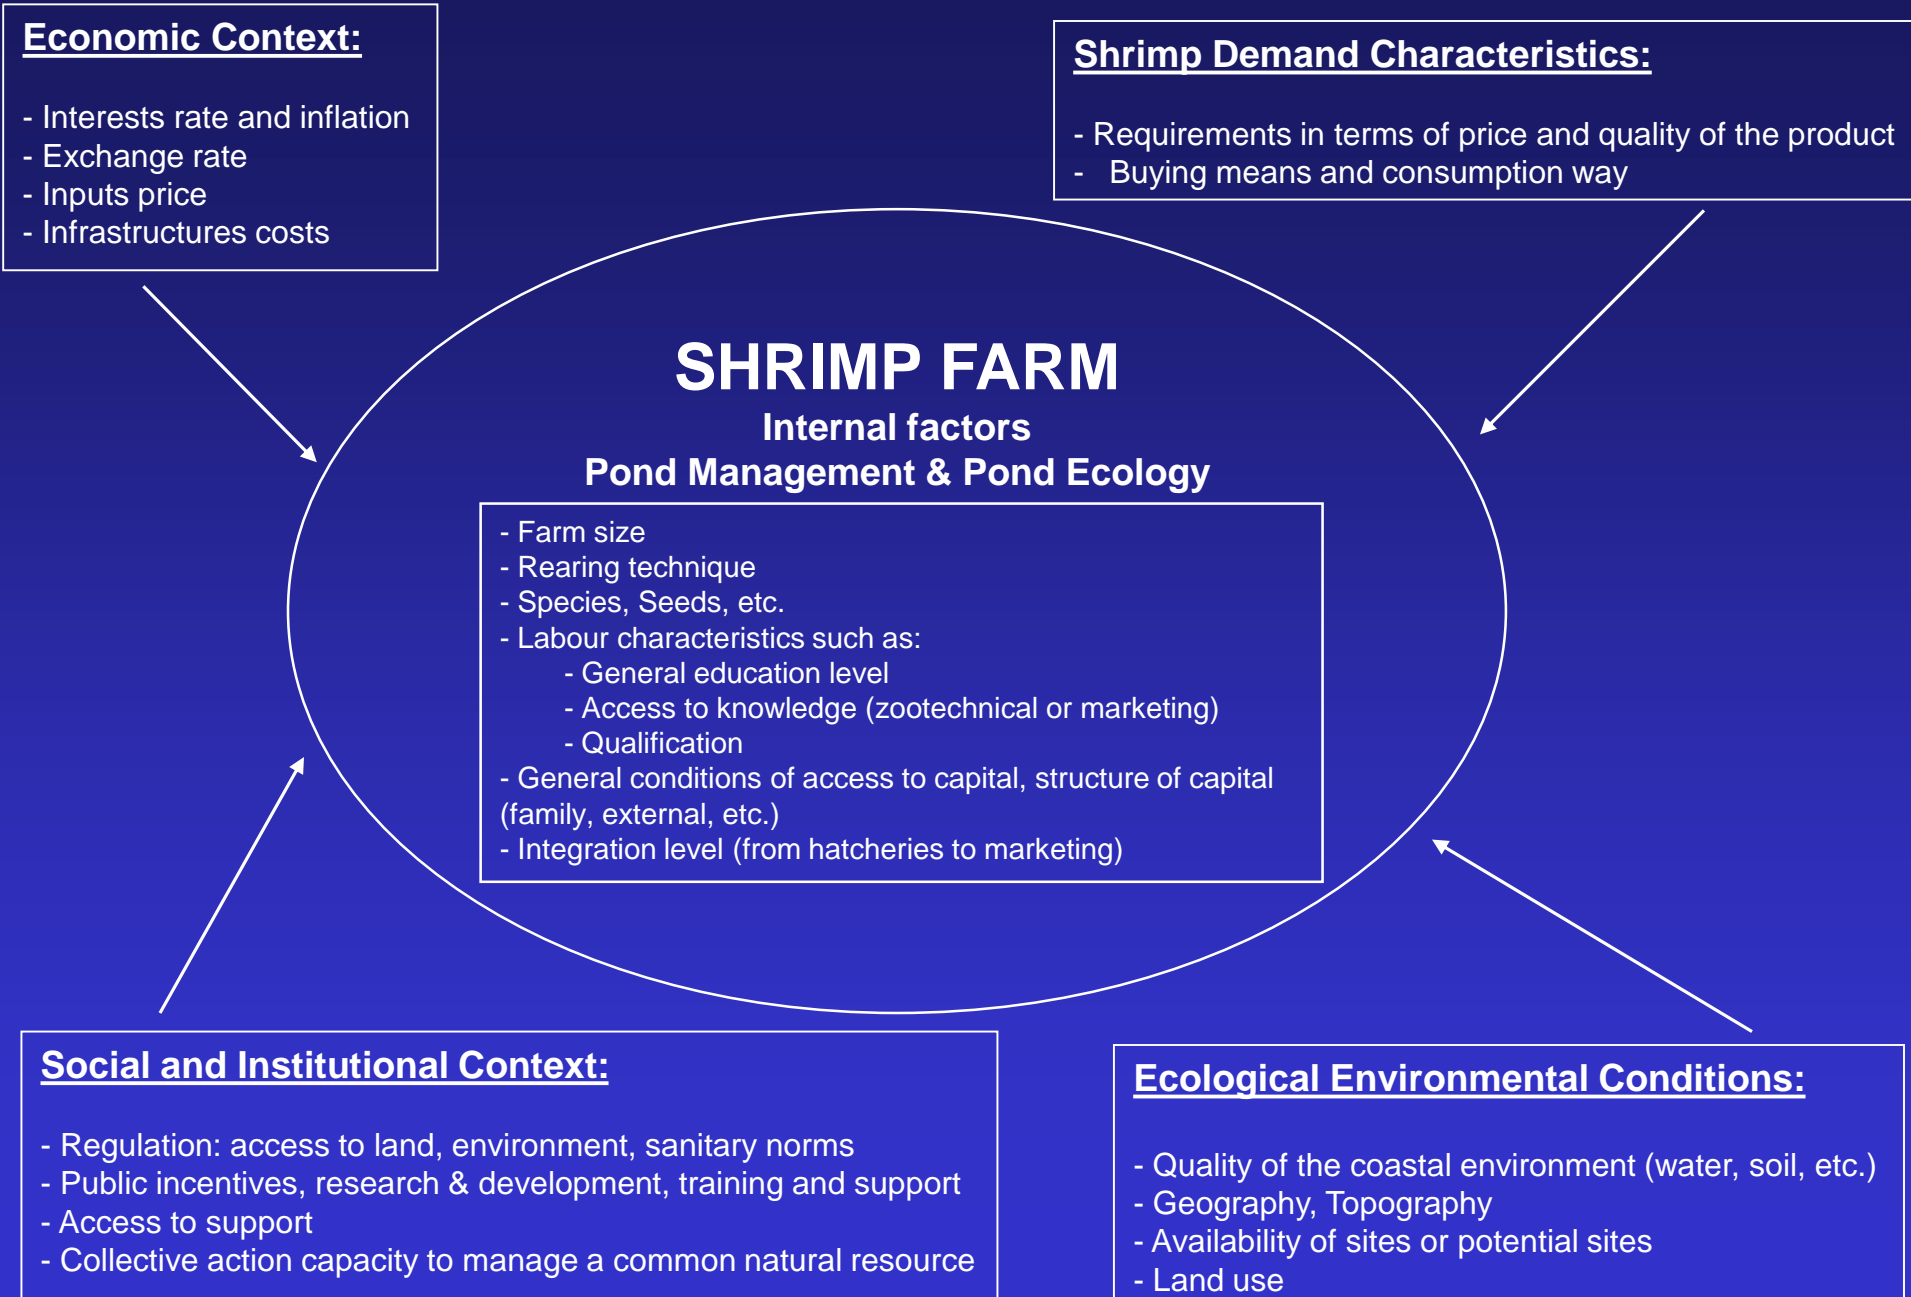 Economic Context:
- Interests rate and inflation
- Exchange rate
- Inputs price
- Infrastructures costs
Shrimp Demand Characteristics:
- Requirements in terms of price and quality of the product
- Buying means and consumption way
SHRIMP FARM
Internal factors
Pond Management & Pond Ecology
- Farm size
- Rearing technique
- Species, Seeds, etc.
- Labour characteristics such as:
- General education level
- Access to knowledge (zootechnical or marketing)
- Qualification
- General conditions of access to capital, structure of capital
(family, external, etc.)
- Integration level (from hatcheries to marketing)
Social and Institutional Context:
- Regulation: access to land, environment, sanitary norms
- Public incentives, research & development, training and support
- Access to support
- Collective action capacity to manage a common natural resource
Ecological Environmental Conditions:
- Quality of the coastal environment (water, soil, etc.)
- Geography, Topography
- Availability of sites or potential sites
- Land use